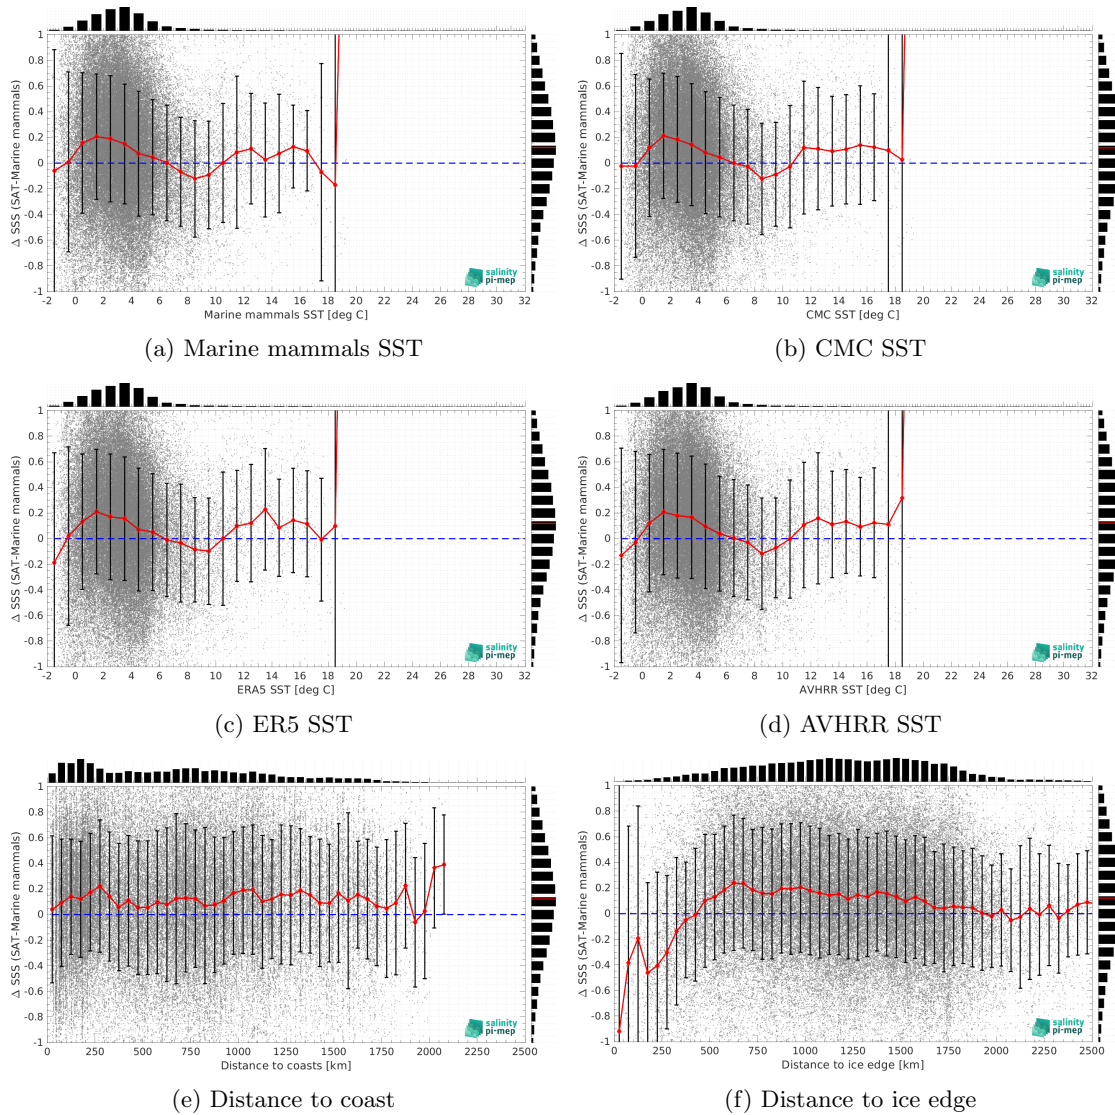 1
0.8
0.6
0.4
0.2
0
-0.2
-0.4
-0.6
-0.8
-1
Δ SSS (SAT-Marine mammals)
salinity
pi-mep
-2 0 2 4 6 8 10 12 14 16 18 20 22 24 26 28 30 32
Marine mammals SST [deg C]
(a) Marine mammals SST
1
0.8
0.6
0.4
0.2
0
-0.2
-0.4
-0.6
-0.8
-1
Δ SSS (SAT-Marine mammals)
salinity
pi-mep
-2 0 2 4 6 8 10 12 14 16 18 20 22 24 26 28 30 32
CMC SST [deg C]
(b) CMC SST
1
0.8
0.6
0.4
0.2
0
-0.2
-0.4
-0.6
-0.8
-1
Δ SSS (SAT-Marine mammals)
salinity
pi-mep
-2 0 2 4 6 8 10 12 14 16 18 20 22 24 26 28 30 32
ERA5 SST [deg C]
(c) ER5 SST
1
0.8
0.6
0.4
0.2
0
-0.2
-0.4
-0.6
-0.8
-1
Δ SSS (SAT-Marine mammals)
salinity
pi-mep
-2 0 2 4 6 8 10 12 14 16 18 20 22 24 26 28 30 32
AVHRR SST [deg C]
(d) AVHRR SST
1
0.8
0.6
0.4
0.2
0
-0.2
-0.4
-0.6
-0.8
-1
Δ SSS (SAT-Marine mammals)
salinity
pi-mep
0 250 500 750 1000 1250 1500 1750 2000 2250 2500
Distance to coasts [km]
(e) Distance to coast
1
0.8
0.6
0.4
0.2
0
-0.2
-0.4
-0.6
-0.8
-1
Δ SSS (SAT-Marine mammals)
salinity
pi-mep
0 250 500 750 1000 1250 1500 1750 2000 2250 2500
Distance to ice edge [km]
(f) Distance to ice edge